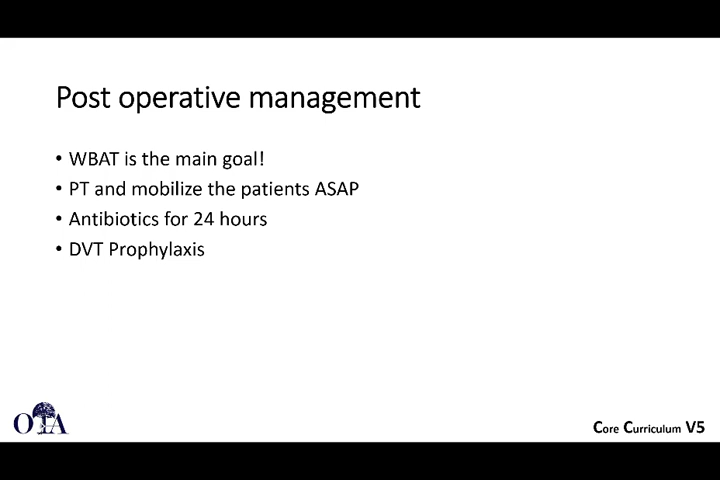 Post operative management
• WBAT is the main goal!
• PT and mobilize the patients ASAP
• Antibiotics for 24 hours
• DVT Prophylaxis
OTA
Core Curriculum V5